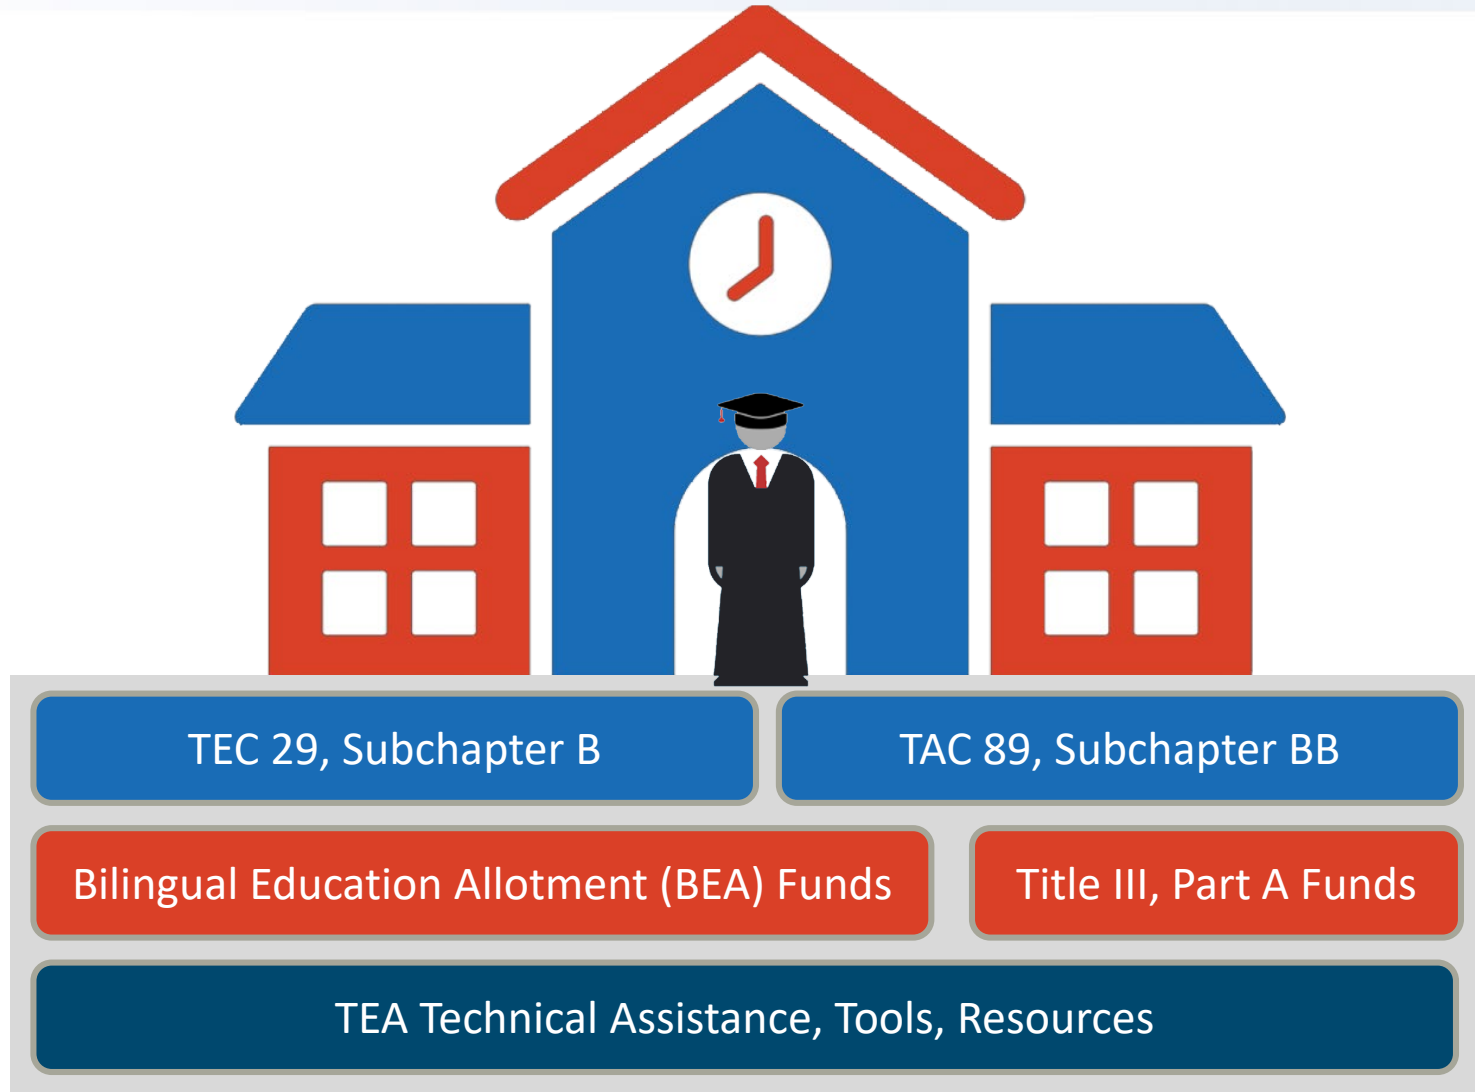 TEC 29, Subchapter B
TAC 89, Subchapter BB
Bilingual Education Allotment (BEA) Funds
Title III, Part A Funds
TEA Technical Assistance, Tools, Resources